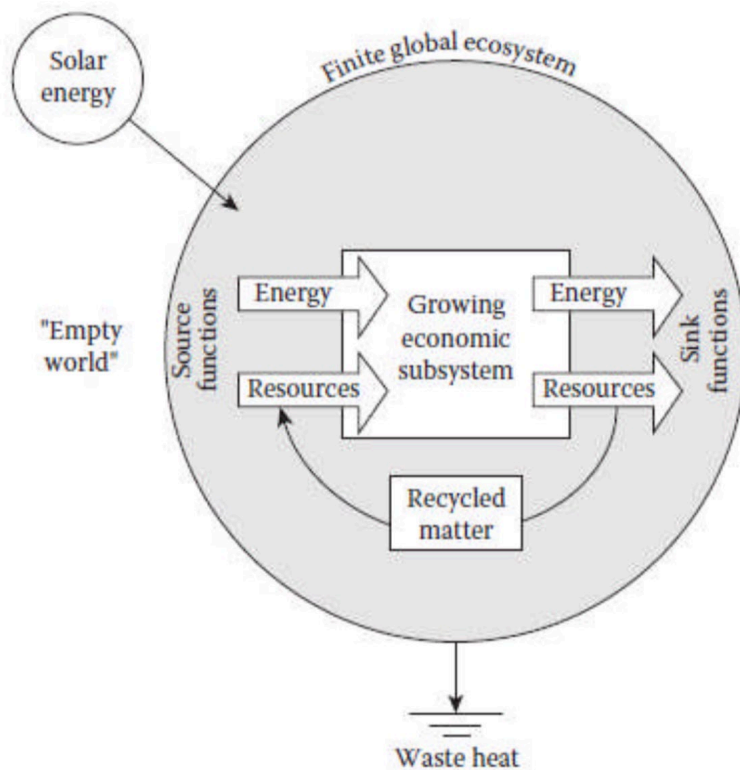 Solar
energy
Finite global ecosystem
"Empty
world"
Source
functions
Energy
Resources
Growing
economic
subsystem
Energy
Resources
Sink
functions
Recycled
matter
Waste heat